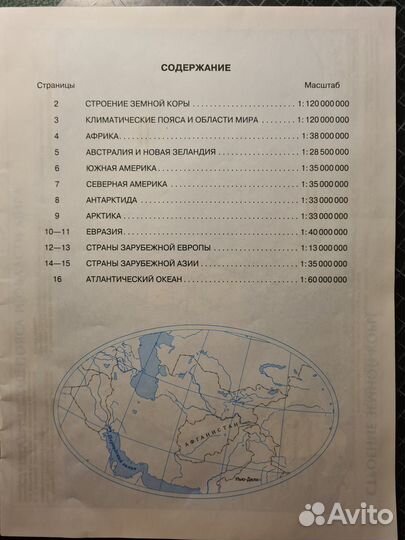 СОДЕРЖАНИЕ
Страницы Масштаб
2 СТРОЕНИЕ ЗЕМНОЙ КОРЫ 1:120 000 000
3 КЛИМАТИЧЕСКИЕ ПОЯСА И ОБЛАСТИ МИРА 1:120 000 000
4 АФРИКА 1:38 000 000
5 АВСТРАЛИЯ И НОВАЯ ЗЕЛАНДИЯ 1:28 500 000
6 ЮЖНАЯ АМЕРИКА 1:35 000 000
7 СЕВЕРНАЯ АМЕРИКА 1:35 000 000
8 АНТАРКТИДА 1:33 000 000
9 АРКТИКА 1:33 000 000
10—11 ЕВРАЗИЯ 1:40 000 000
12—13 СТРАНЫ ЗАРУБЕЖНОЙ ЕВРОПЫ 1:13 000 000
14—15 СТРАНЫ ЗАРУБЕЖНОЙ АЗИИ 1:35 000 000
16 АТЛАНТИЧЕСКИЙ ОКЕАН 1:60 000 000
АФГАНИСТАН
Персидский залив
Нью-Дели
Avito